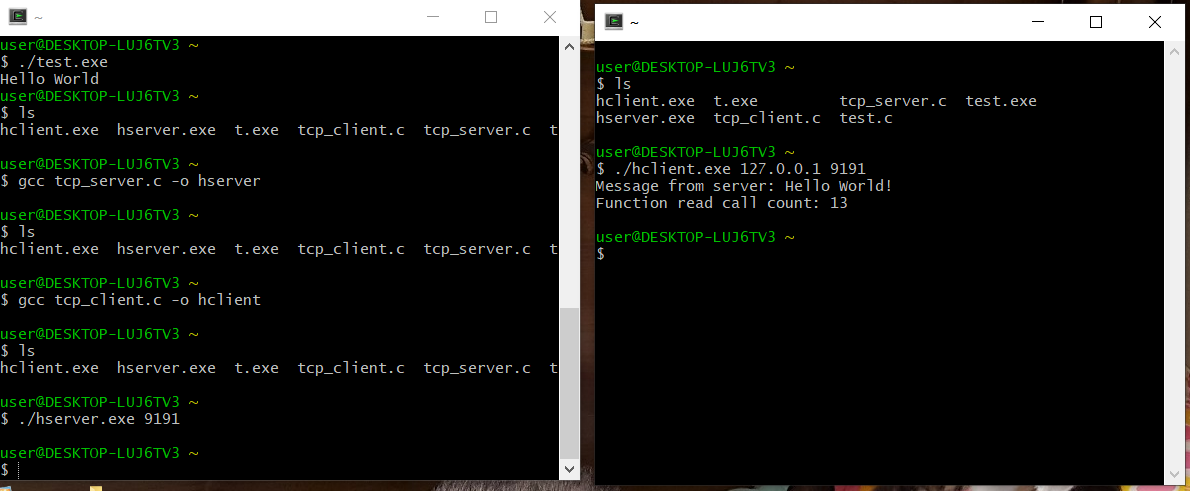 ~
user@DESKTOP-LUJ6TV3 ~
$ ./test.exe
Hello World
user@DESKTOP-LUJ6TV3 ~
$ ls
hclient.exe  hserver.exe  t.exe  tcp_client.c  tcp_server.c  t

user@DESKTOP-LUJ6TV3 ~
$ gcc tcp_server.c -o hserver

user@DESKTOP-LUJ6TV3 ~
$ ls
hclient.exe  hserver.exe  t.exe  tcp_client.c  tcp_server.c  t

user@DESKTOP-LUJ6TV3 ~
$ gcc tcp_client.c -o hclient

user@DESKTOP-LUJ6TV3 ~
$ ls
hclient.exe  hserver.exe  t.exe  tcp_client.c  tcp_server.c  t

user@DESKTOP-LUJ6TV3 ~
$ ./hserver.exe 9191

user@DESKTOP-LUJ6TV3 ~
$
~
user@DESKTOP-LUJ6TV3 ~
$ ls
hclient.exe  t.exe         tcp_server.c  test.exe
hserver.exe  tcp_client.c  test.c

user@DESKTOP-LUJ6TV3 ~
$ ./hclient.exe 127.0.0.1 9191
Message from server: Hello World!
Function read call count: 13

user@DESKTOP-LUJ6TV3 ~
$